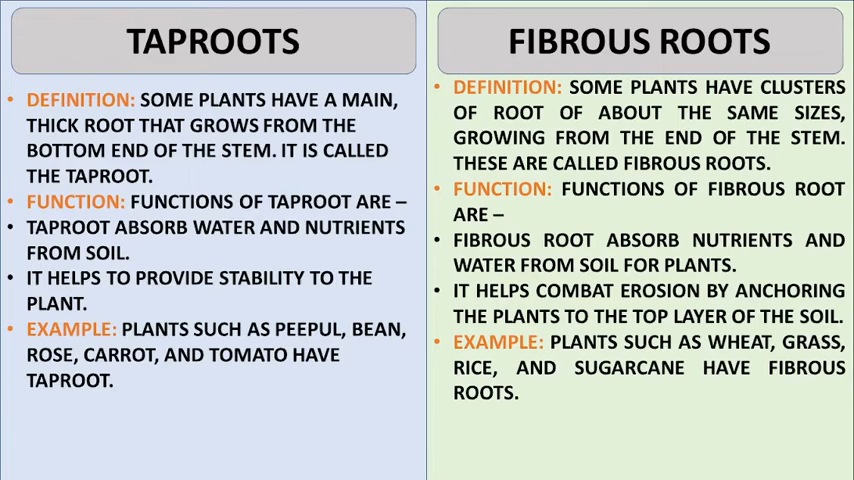 TAPROOTS
• DEFINITION: SOME PLANTS HAVE A MAIN,
THICK ROOT THAT GROWS FROM THE
BOTTOM END OF THE STEM. IT IS CALLED
THE TAPROOT.
• FUNCTION: FUNCTIONS OF TAPROOT ARE –
• TAPROOT ABSORB WATER AND NUTRIENTS
FROM SOIL.
• IT HELPS TO PROVIDE STABILITY TO THE
PLANT.
• EXAMPLE: PLANTS SUCH AS PEEPUL, BEAN,
ROSE, CARROT, AND TOMATO HAVE
TAPROOT.
FIBROUS ROOTS
• DEFINITION: SOME PLANTS HAVE CLUSTERS
OF ROOT OF ABOUT THE SAME SIZES,
GROWING FROM THE END OF THE STEM.
THESE ARE CALLED FIBROUS ROOTS.
• FUNCTION: FUNCTIONS OF FIBROUS ROOT
ARE –
• FIBROUS ROOT ABSORB NUTRIENTS AND
WATER FROM SOIL FOR PLANTS.
• IT HELPS COMBAT EROSION BY ANCHORING
THE PLANTS TO THE TOP LAYER OF THE SOIL.
• EXAMPLE: PLANTS SUCH AS WHEAT, GRASS,
RICE, AND SUGARCANE HAVE FIBROUS
ROOTS.